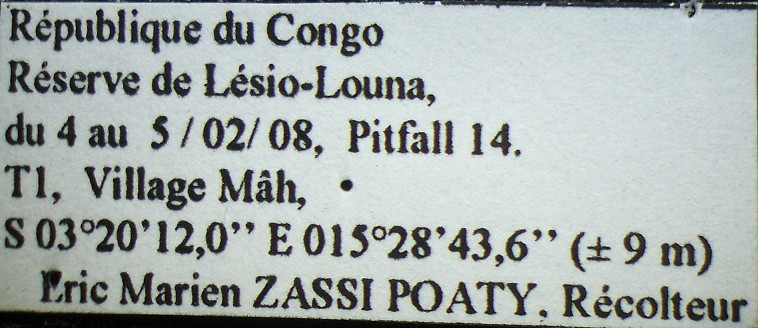 République du Congo
Réserve de Lésio-Louna,
du 4 au 5 / 02/ 08, Pitfall 14.
T1, Village Mâh, •
S 03°20’12,0’’ E 015°28’43,6’’ (± 9 m)
Eric Marien ZASSI POATY, Récolteur